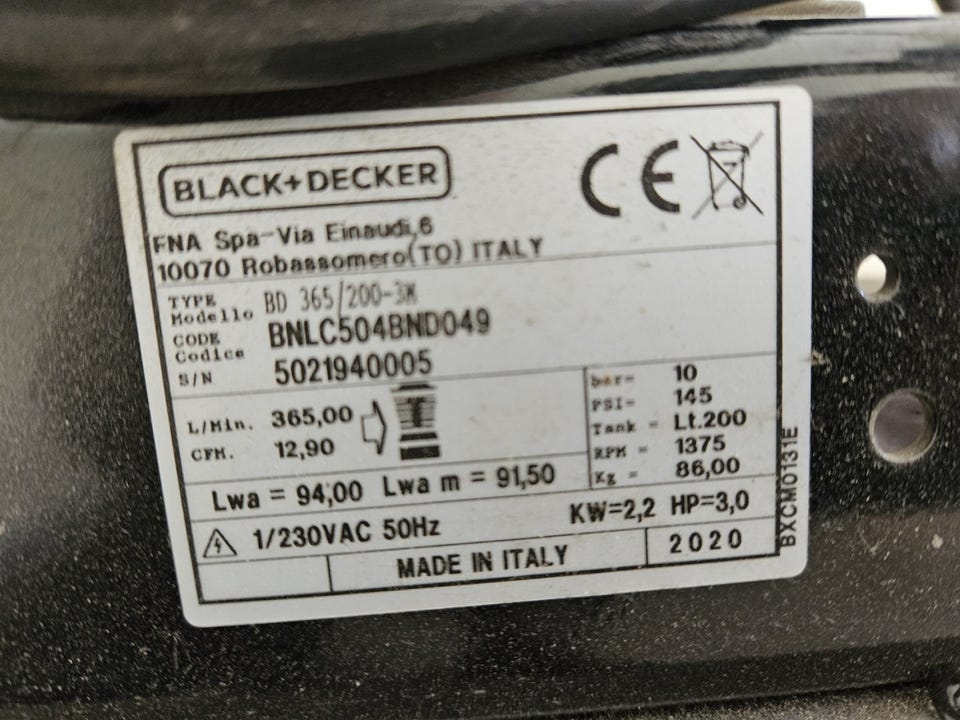 BLACK+DECKER
CE
FNA Spa-Via Einaudi,6
10070 Robassomero(TO) ITALY
TYPE
Modello BD 365/200-3M
CODE
Codice BNLC504BND049
S/N 5021940005
L/Min. 365,00
CFM. 12,90
bar= 10
PSI= 145
Tank = Lt.200
RPM = 1375
Kg = 86,00
Lwa = 94,00 Lwa m = 91,50
KW=2,2 HP=3,0
1/230VAC 50Hz
MADE IN ITALY
2020
BXCM0131E